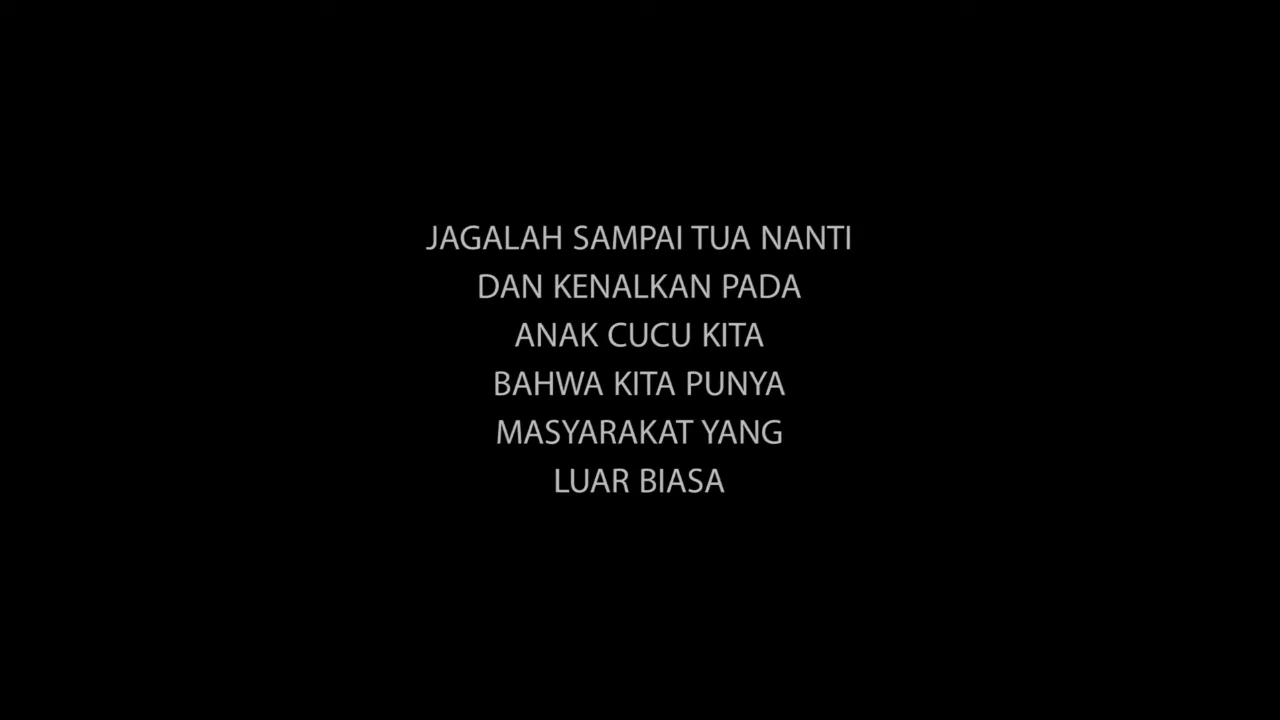 JAGALAH SAMPAI TUA NANTI
DAN KENALKAN PADA
ANAK CUCU KITA
BAHWA KITA PUNYA
MASYARAKAT YANG
LUAR BIASA